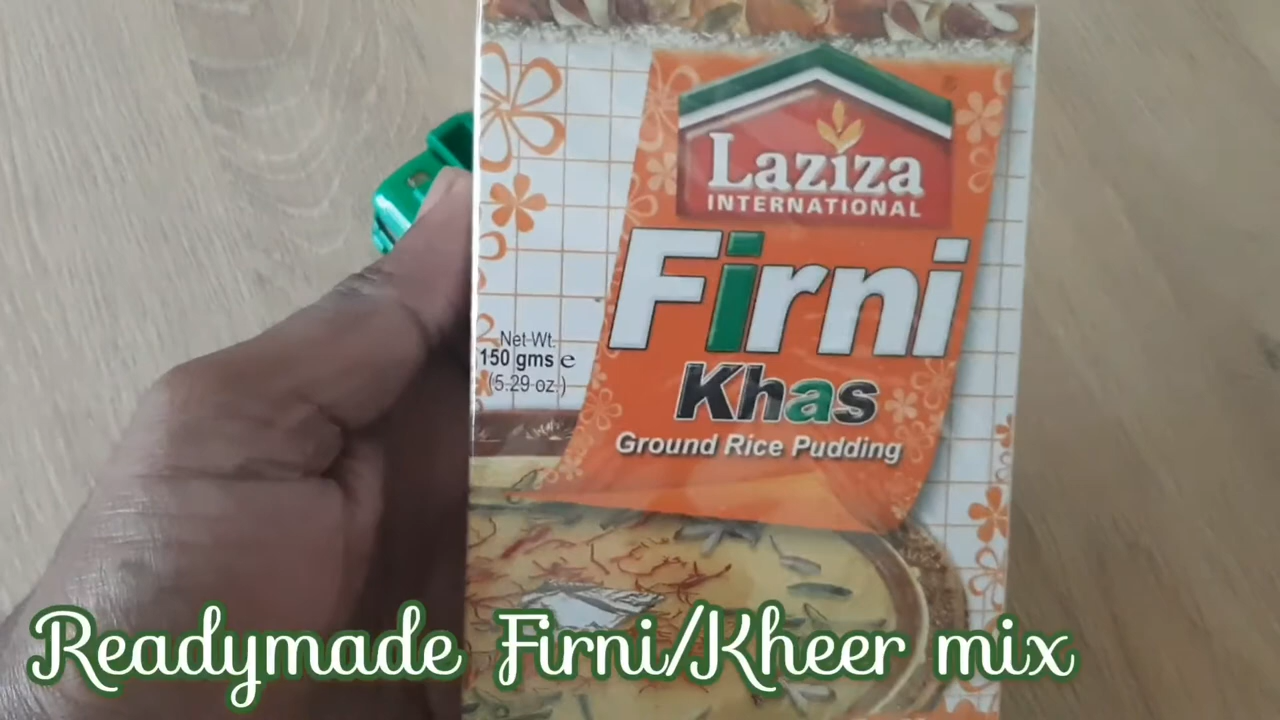 Laziza
INTERNATIONAL
Firni
Khas
Ground Rice Pudding
Net Wt.
150 gms e
(5.29 oz.)
Readymade Firni/Kheer mix